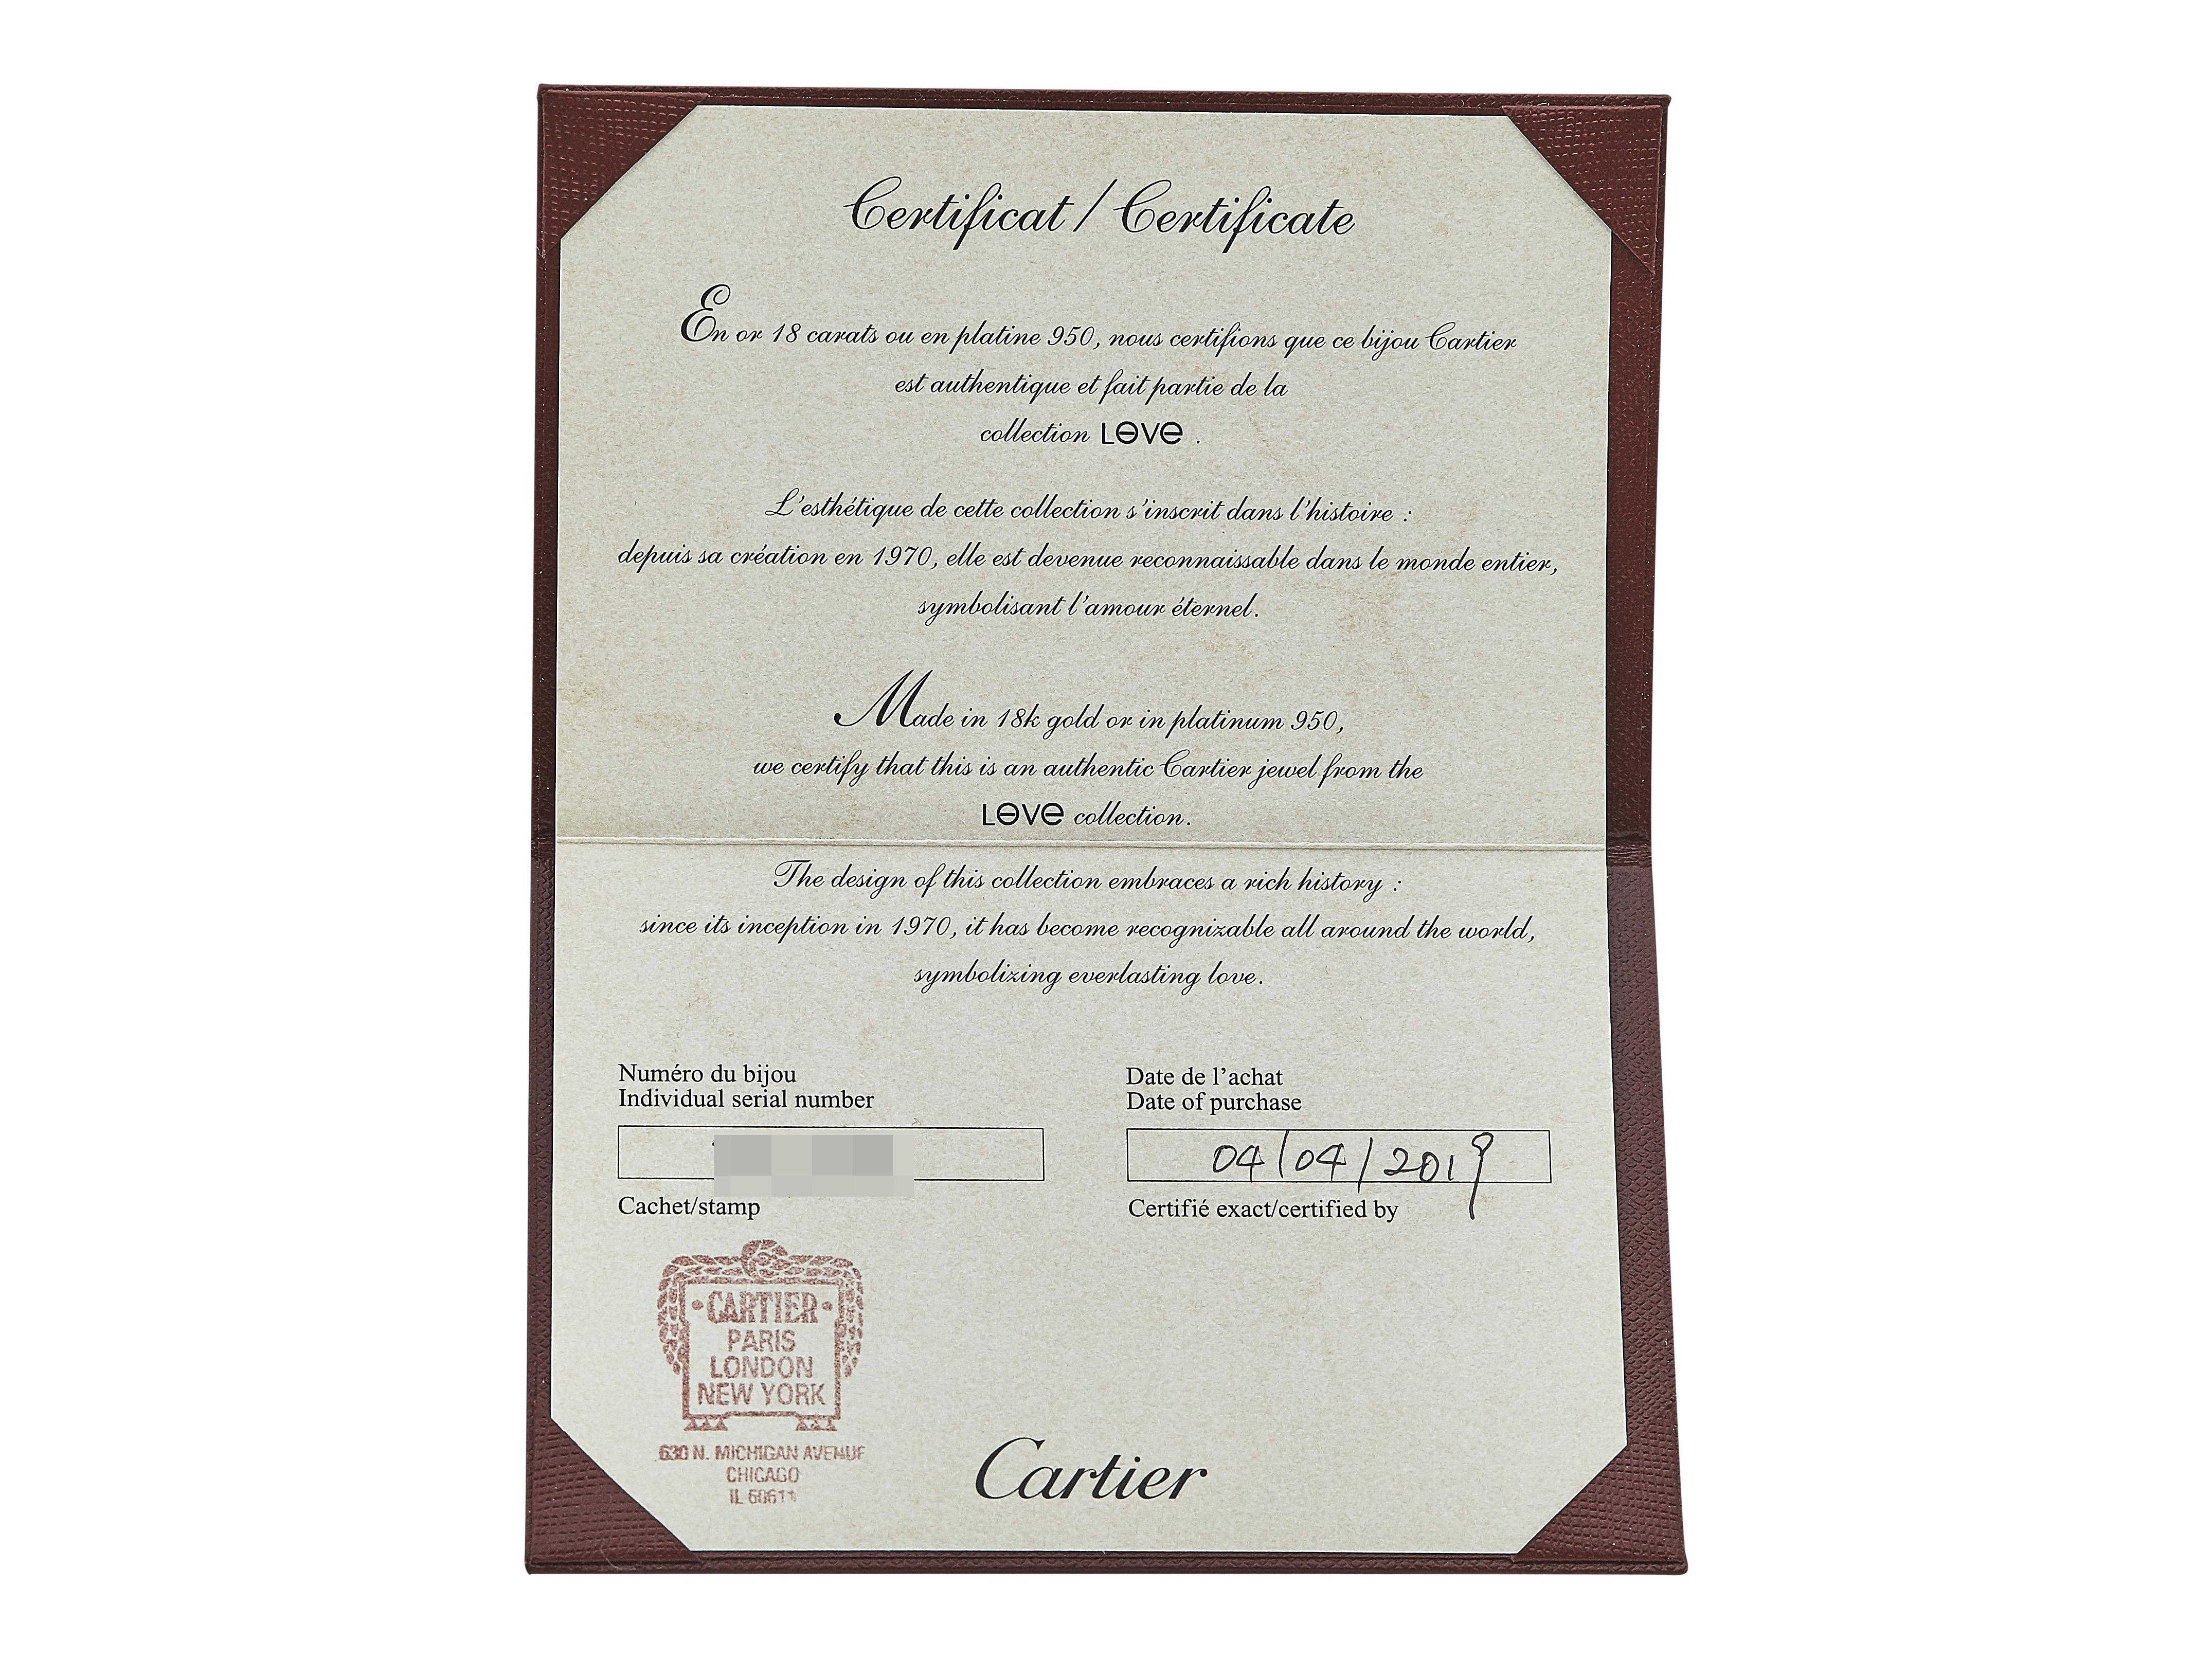 Certificat / Certificate
En or 18 carats ou en platine 950, nous certifions que ce bijou Cartier
est authentique et fait partie de la
collection LOVE .
L'esthétique de cette collection s'inscrit dans l'histoire :
depuis sa création en 1970, elle est devenue reconnaissable dans le monde entier,
symbolisant l'amour éternel.
Made in 18k gold or in platinum 950,
we certify that this is an authentic Cartier jewel from the
LOVE collection.
The design of this collection embraces a rich history :
since its inception in 1970, it has become recognizable all around the world,
symbolizing everlasting love.
Numéro du bijou
Individual serial number
Date de l'achat
Date of purchase
04/04/2019
Cachet/stamp
Certifié exact/certified by
·CARTIER·
PARIS
LONDON
NEW YORK
630 N. MICHIGAN AVENUE
CHICAGO
IL 60611
Cartier